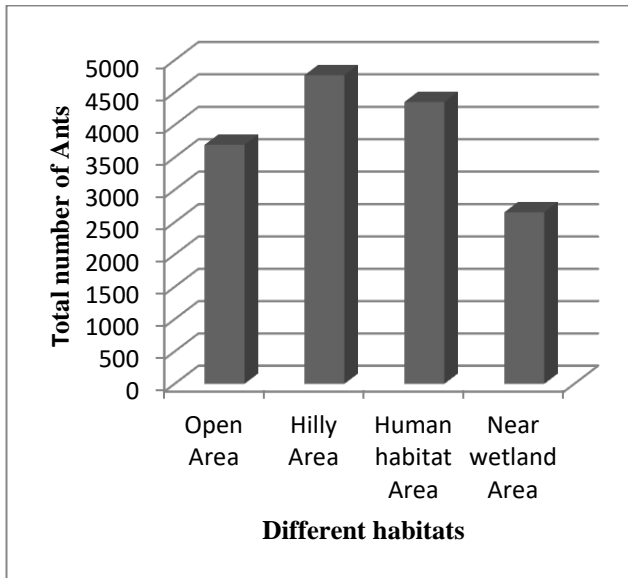 Total number of Ants
5000
4500
4000
3500
3000
2500
2000
1500
1000
500
0
Open Area
Hilly Area
Human habitat Area
Near wetland Area
Different habitats